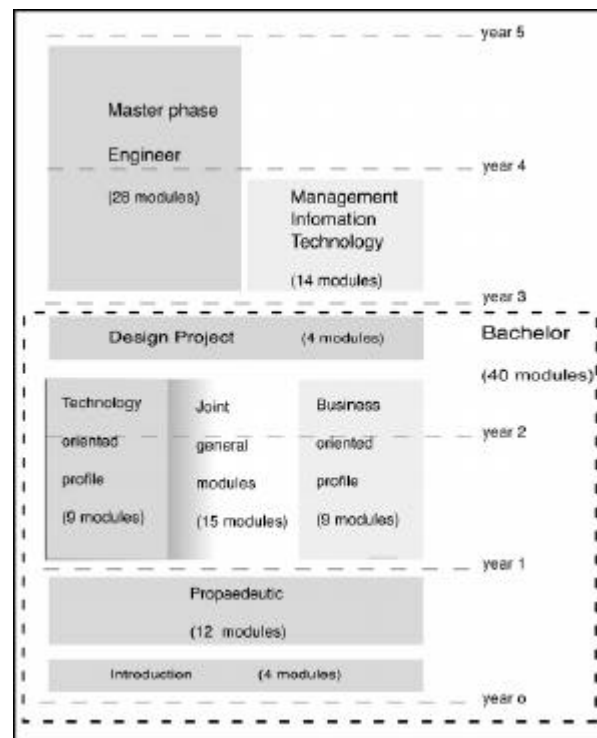 year 5
Master phase
Engineer
(28 modules)
year 4
Management
Infomation
Technology
(14 modules)
year 3
Design Project (4 modules)
Bachelor
(40 modules)
Technology
oriented
profile
(9 modules)
Joint
general
modules
(15 modules)
Business
oriented
profile
(9 modules)
year 2
year 1
Propaedeutic
(12 modules)
Introduction (4 modules)
year o